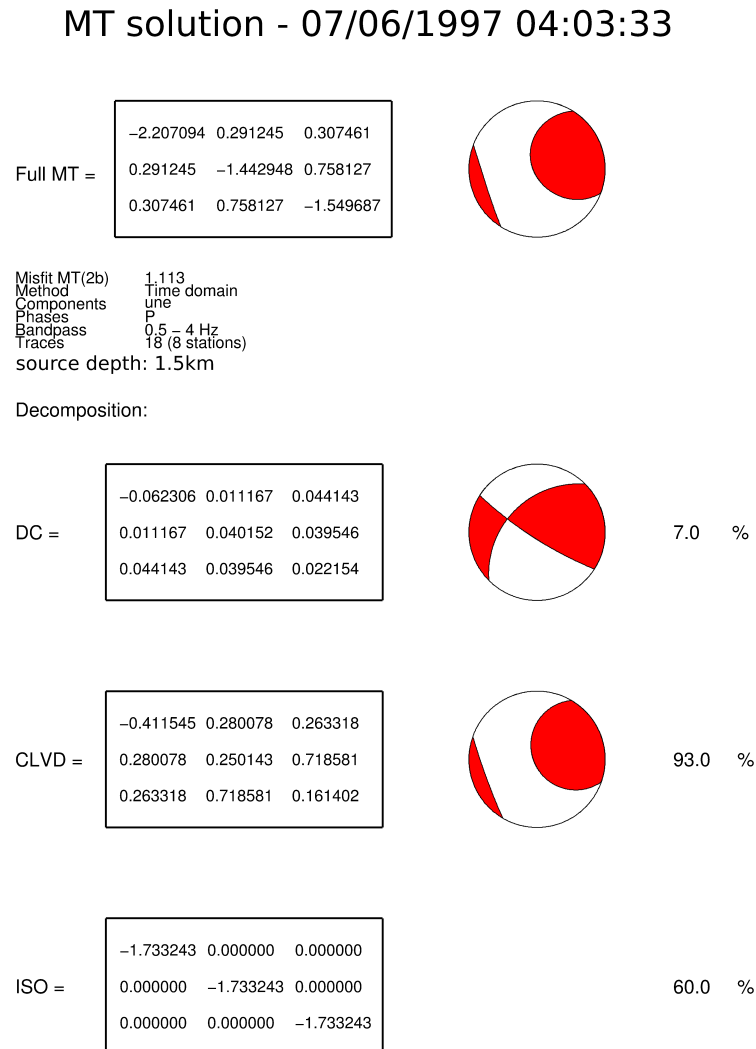 MT solution - 07/06/1997 04:03:33
−2.207094 0.291245 0.307461
Full MT = 0.291245 −1.442948 0.758127
0.307461 0.758127 −1.549687
Misfit MT(2b) 1.113
Method Time domain
Components une
Phases P
Bandpass 0.5 − 4 Hz
Traces 18 (8 stations)
source depth: 1.5km
Decomposition:
−0.062306 0.011167 0.044143
DC = 0.011167 0.040152 0.039546 7.0 %
0.044143 0.039546 0.022154
−0.411545 0.280078 0.263318
CLVD = 0.280078 0.250143 0.718581 93.0 %
0.263318 0.718581 0.161402
−1.733243 0.000000 0.000000
ISO = 0.000000 −1.733243 0.000000 60.0 %
0.000000 0.000000 −1.733243